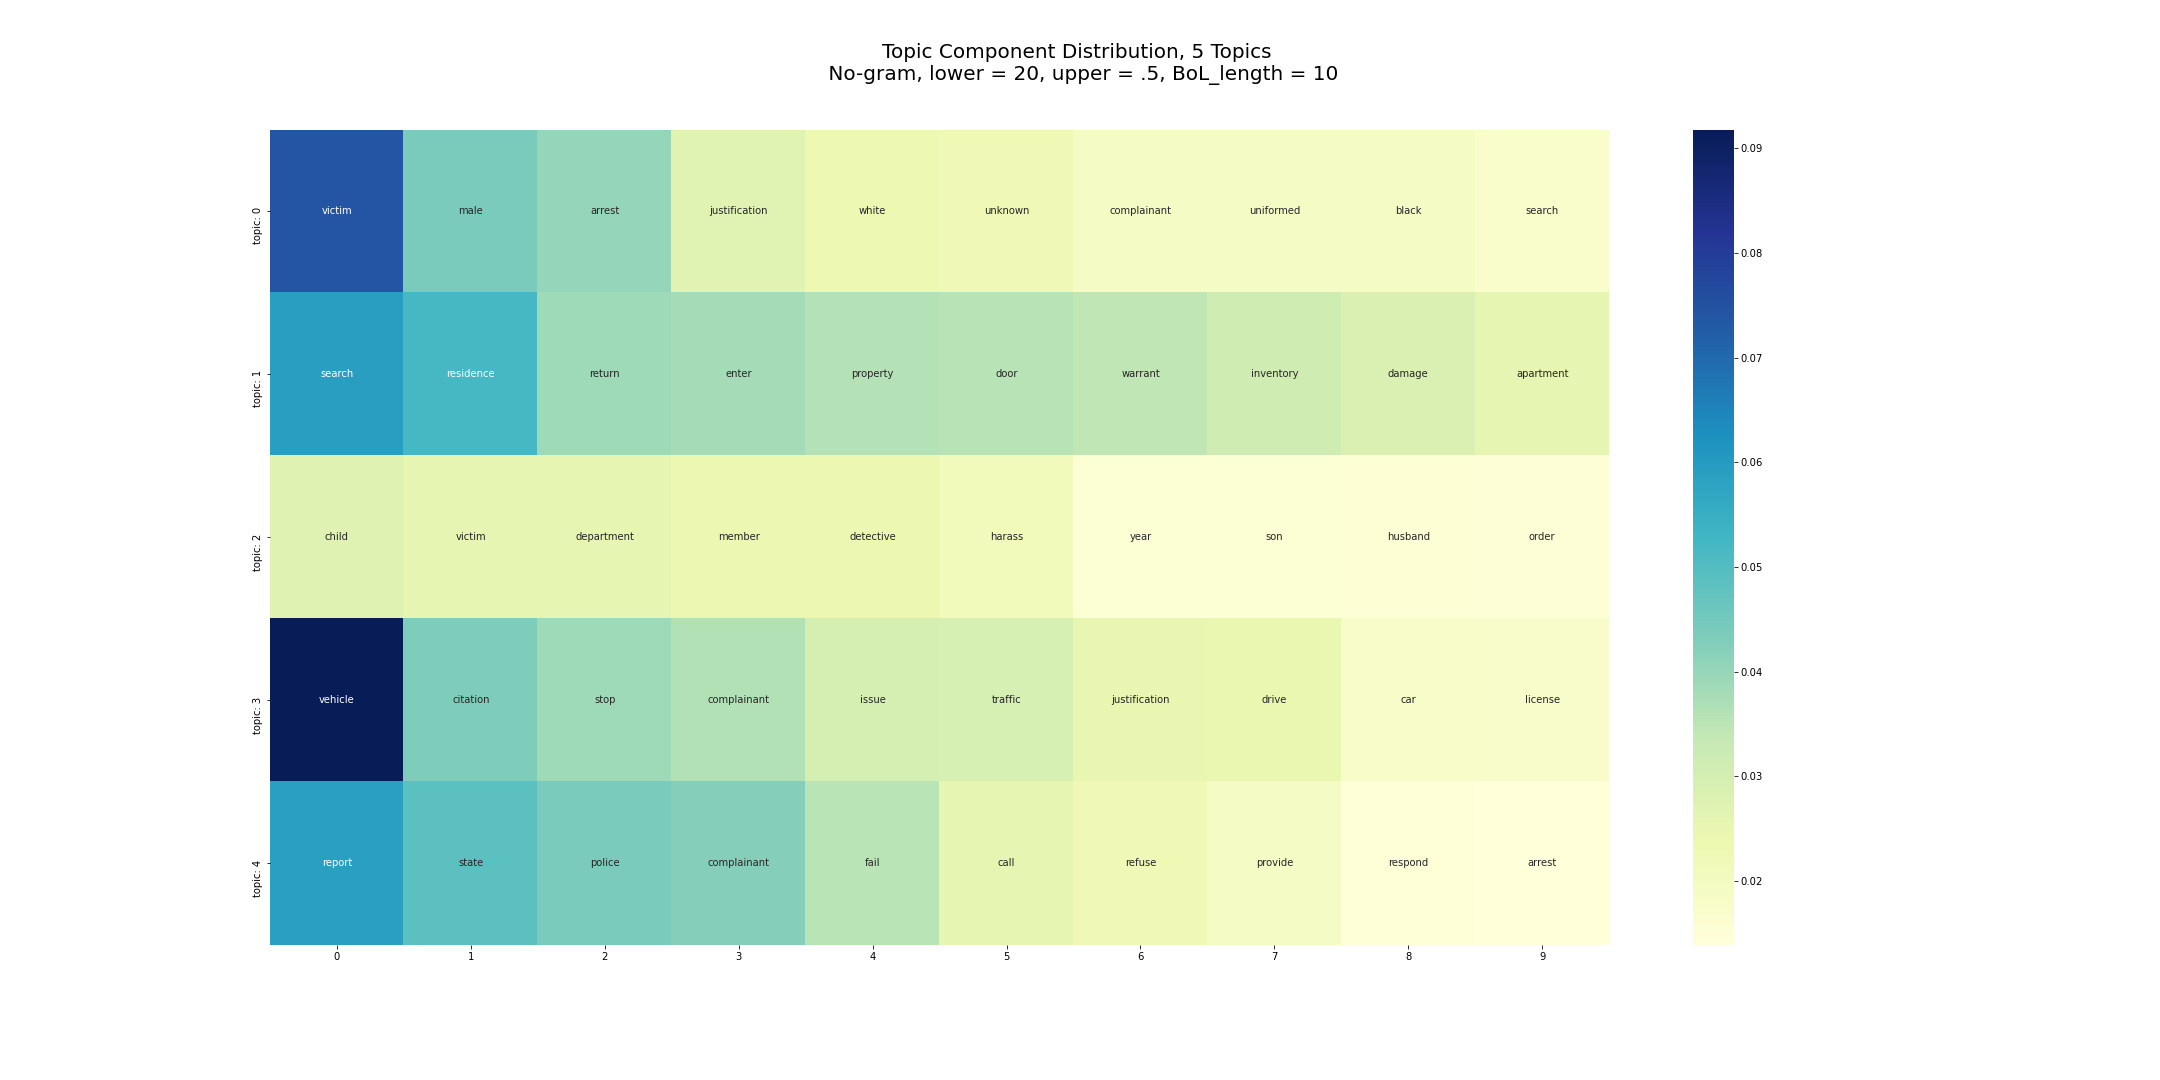 Topic Component Distribution, 5 Topics
No-gram, lower = 20, upper = .5, BoL_length = 10
topic: 0
victim male arrest justification white unknown complainant uniformed black search
topic: 1
search residence return enter property door warrant inventory damage apartment
topic: 2
child victim department member detective harass year son husband order
topic: 3
vehicle citation stop complainant issue traffic justification drive car license
topic: 4
report state police complainant fail call refuse provide respond arrest
0 1 2 3 4 5 6 7 8 9
0.09
0.08
0.07
0.06
0.05
0.04
0.03
0.02